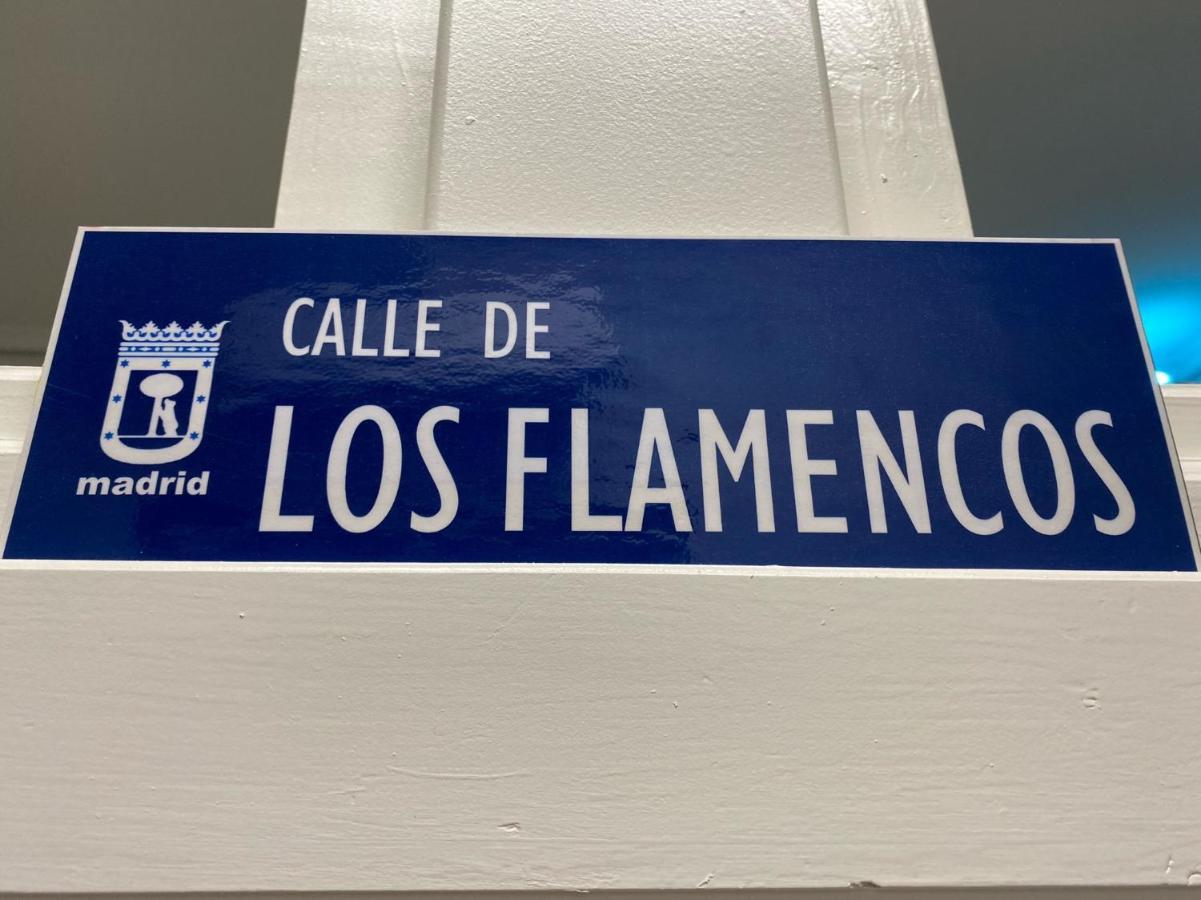 CALLE DE
LOS FLAMENCOS
madrid